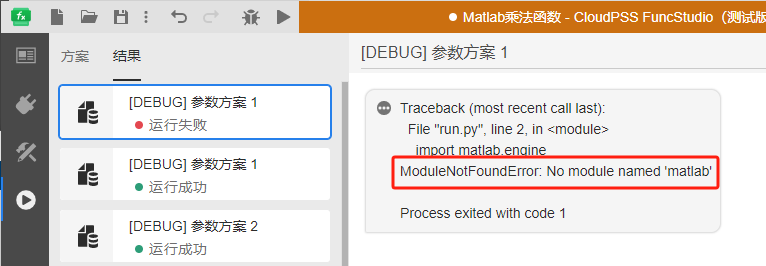 fx
Matlab乘法函数 - CloudPSS FuncStudio（测试版
方案
结果
[DEBUG] 参数方案 1
运行失败
[DEBUG] 参数方案 1
运行成功
[DEBUG] 参数方案 2
运行成功
[DEBUG] 参数方案 1
Traceback (most recent call last):
File "run.py", line 2, in <module>
import matlab.engine
ModuleNotFoundError: No module named 'matlab'
Process exited with code 1